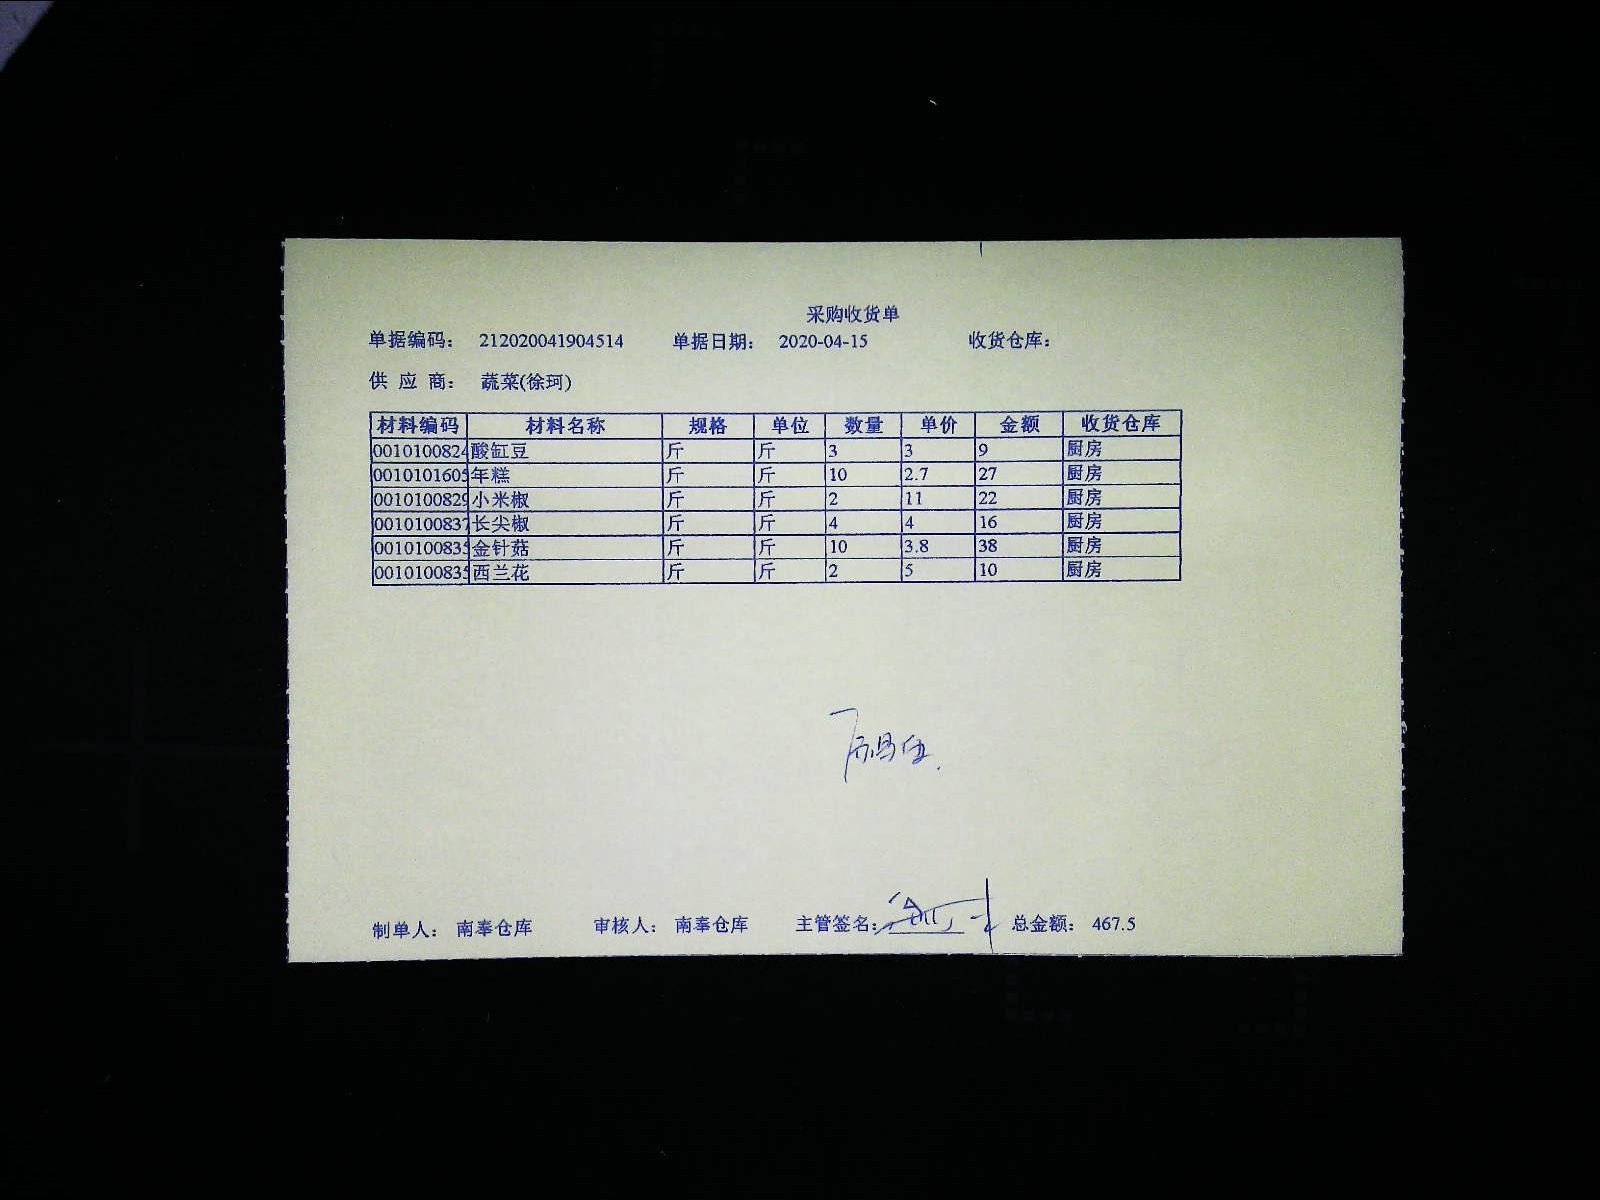 采购收货单
单据编码： 212020041904514 单据日期： 2020-04-15 收货仓库：
供 应 商： 蔬菜(徐珂)
材料编码 材料名称 规格 单位 数量 单价 金额 收货仓库
0010100824 酸缸豆 斤 斤 3 3 9 厨房
0010101605 年糕 斤 斤 10 2.7 27 厨房
0010100829 小米椒 斤 斤 2 11 22 厨房
0010100837 长尖椒 斤 斤 4 4 16 厨房
0010100835 金针菇 斤 斤 10 3.8 38 厨房
0010100835 西兰花 斤 斤 2 5 10 厨房
制单人： 南奉仓库 审核人： 南奉仓库 主管签名： 总金额： 467.5